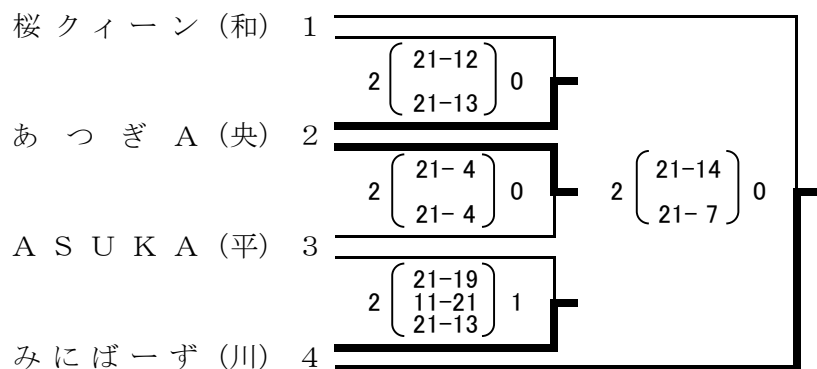 桜クィーン(和) 1
2 21-12 0
21-13
あつぎA(央) 2
2 21- 4 0
21- 4
2 21-14 0
21- 7
ASUKA(平) 3
21-19
2 11-21 1
21-13
みにばーず(川) 4